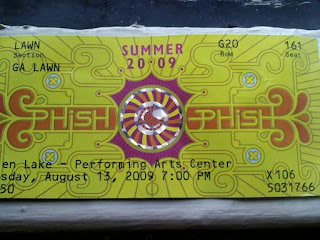 LAWN SUMMER G20 161
Section 20·09 Row Seat
GA LAWN
PHISH PHISH
en Lake - Performing Arts Center
sday, August 13, 2009 7:00 PM X106
50 5031766